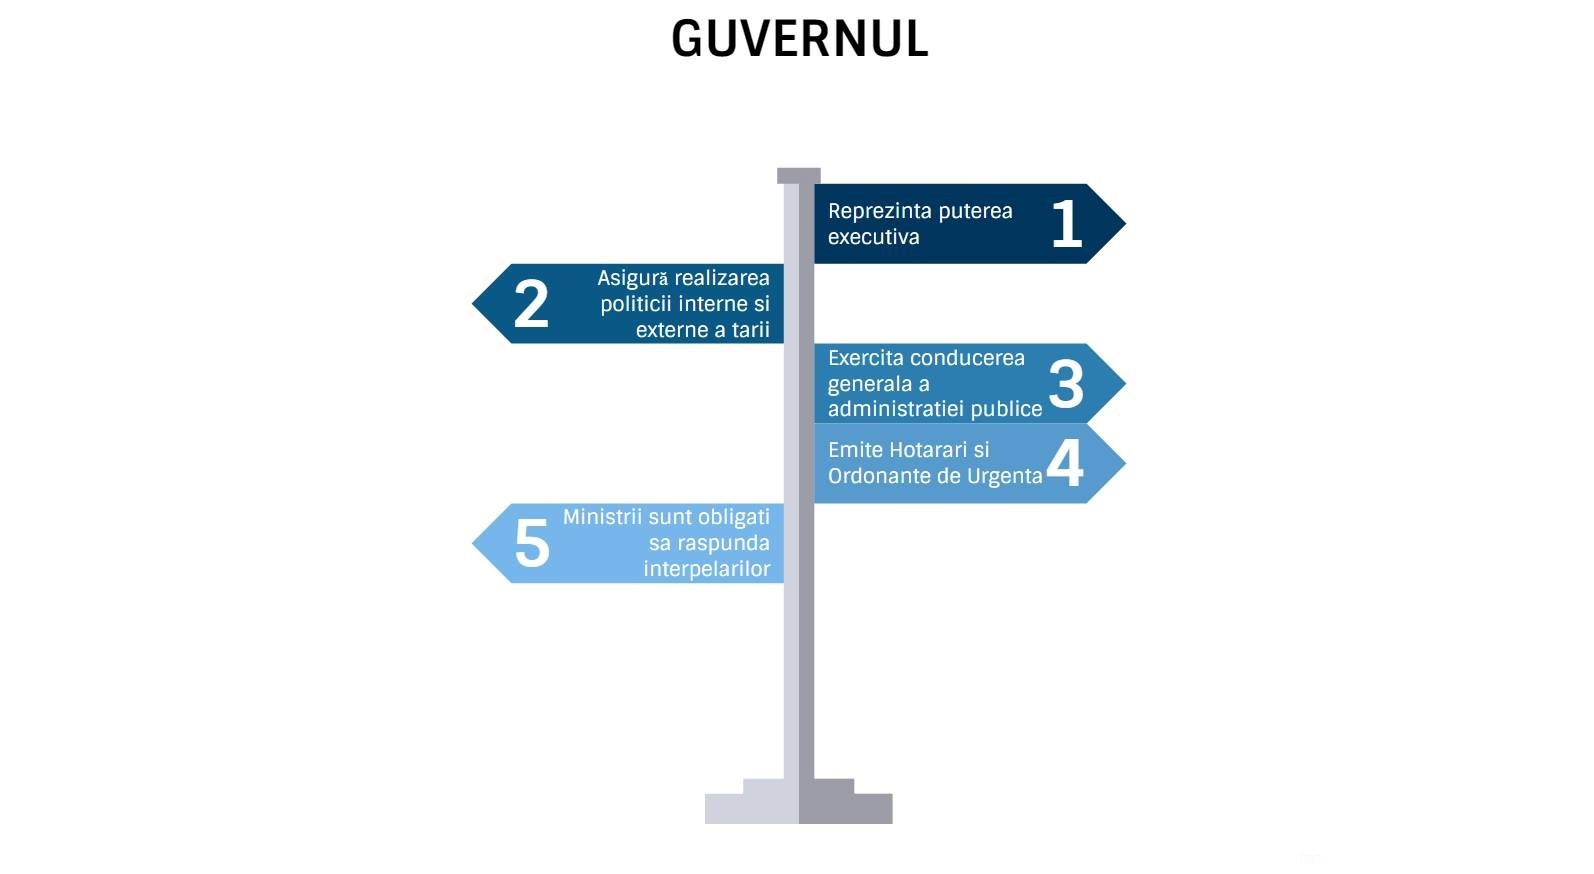 GUVERNUL
Reprezinta puterea
executiva
1
2
Asigură realizarea
politicii interne si
externe a tarii
Exercita conducerea
generala a
administratiei publice
3
Emite Hotarari si
Ordonante de Urgenta
4
5
Ministrii sunt obligati
sa raspunda
interpelarilor